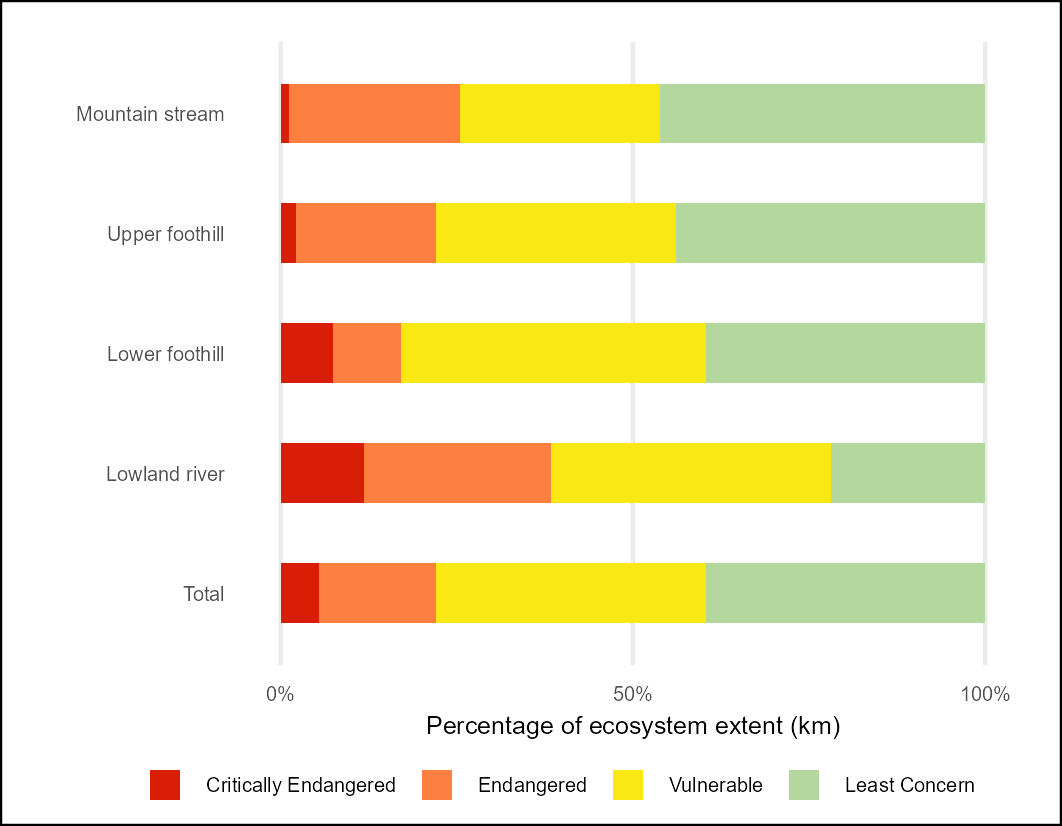 Mountain stream
Upper foothill
Lower foothill
Lowland river
Total
0% 50% 100%
Percentage of ecosystem extent (km)
Critically Endangered Endangered Vulnerable Least Concern